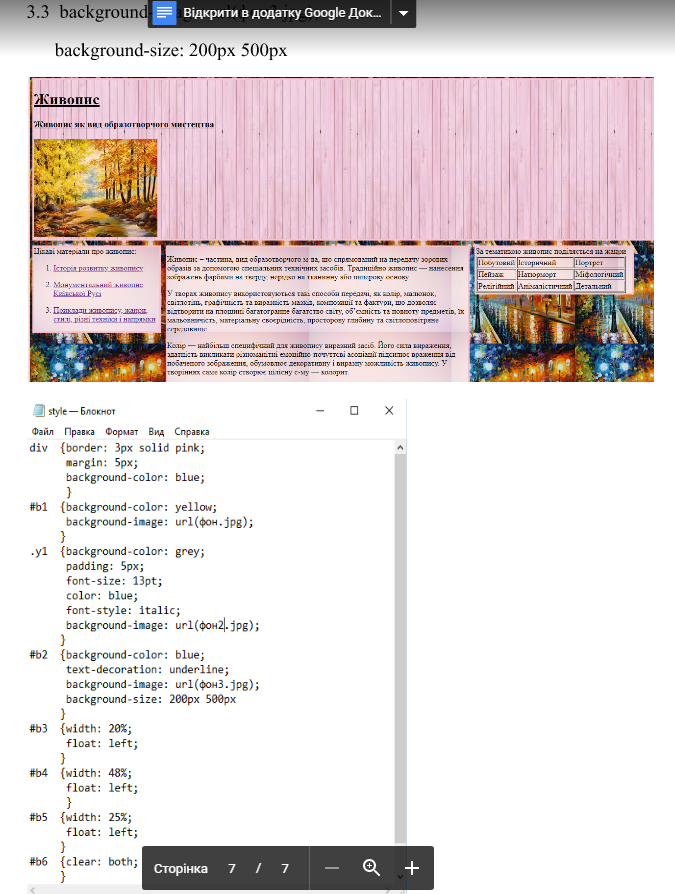 3.3 background-
Відкрити в додатку Google Док...
background-size: 200px 500px
Живопис
Живопис як вид образотворчого мистецтва
Цікаві матеріали про живопис:
1. Історія розвитку живопису
2. Монументальний живопис
Київської Русі
3. Приклади живопису, жанри,
стилі, різні техніки і напрямки
Живопис – частина, вид образотворчого м-ва, що спрямований на передачу зорових
образів за допомогою спеціальних технічних засобів. Традиційно живопис — нанесення
зображень фарбами на тверду, нерідко на тканинну або паперову основу
У творах живопису використовуються такі способи передачі, як колір, малюнок,
світлотінь, графічність та виразність мазків, композиції та фактури, що дозволяє
відтворити на площині багатогранне багатство світу, об'ємність та повноту предметів, їх
мальовничість, матеріальну своєрідність, просторову глибину та світлоповітряне
середовище
Колір — найбільш специфічний для живопису виразний засіб. Його сила вираження,
здатність викликати різноманітні емоційно-почуттєві асоціації підсилює враження від
побаченого зображення, обумовлює декоративну і виразну можливість живопису. У
творіннях саме колір створює цілісну с-му — колорит.
За тематикою живопис поділяється на жанри
Побутовий Історичний Портрет
Пейзаж Натюрморт Міфологічний
Релігійний Анімалістичний Детальний
style — Блокнот
Файл Правка Формат Вид Справка
div {border: 3px solid pink;
margin: 5px;
background-color: blue;
}
#b1 {background-color: yellow;
background-image: url(фон.jpg);
}
.y1 {background-color: grey;
padding: 5px;
font-size: 13pt;
color: blue;
font-style: italic;
background-image: url(фон2.jpg);
}
#b2 {background-color: blue;
text-decoration: underline;
background-image: url(фон3.jpg);
background-size: 200px 500px
}
#b3 {width: 20%;
float: left;
}
#b4 {width: 48%;
float: left;
}
#b5 {width: 25%;
float: left;
}
#b6 {clear: both;
}
Сторінка 7 / 7